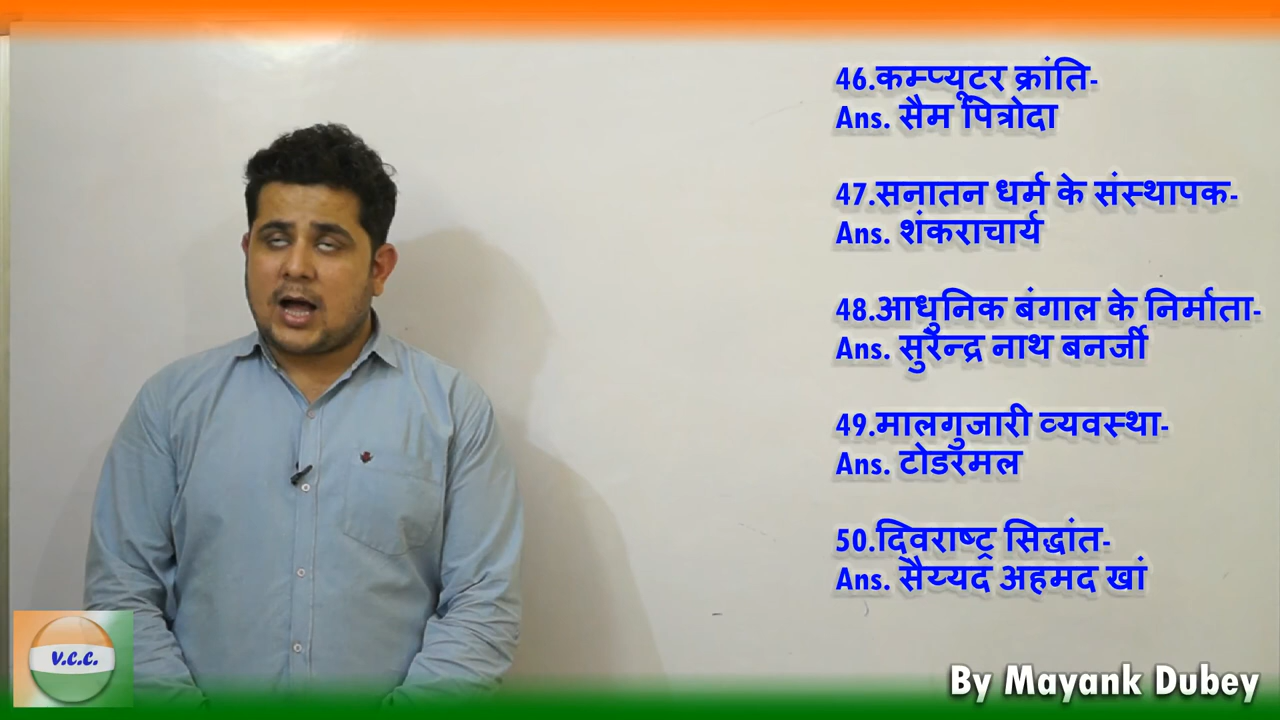 46.कम्प्यूटर क्रांति-
Ans. सैम पित्रोदा
47.सनातन धर्म के संस्थापक-
Ans. शंकराचार्य
48.आधुनिक बंगाल के निर्माता-
Ans. सुरेन्द्र नाथ बनर्जी
49.मालगुजारी व्यवस्था-
Ans. टोडरमल
50.दिवराष्ट्र सिद्धांत-
Ans. सैय्यद अहमद खां
V.C.C.
By Mayank Dubey